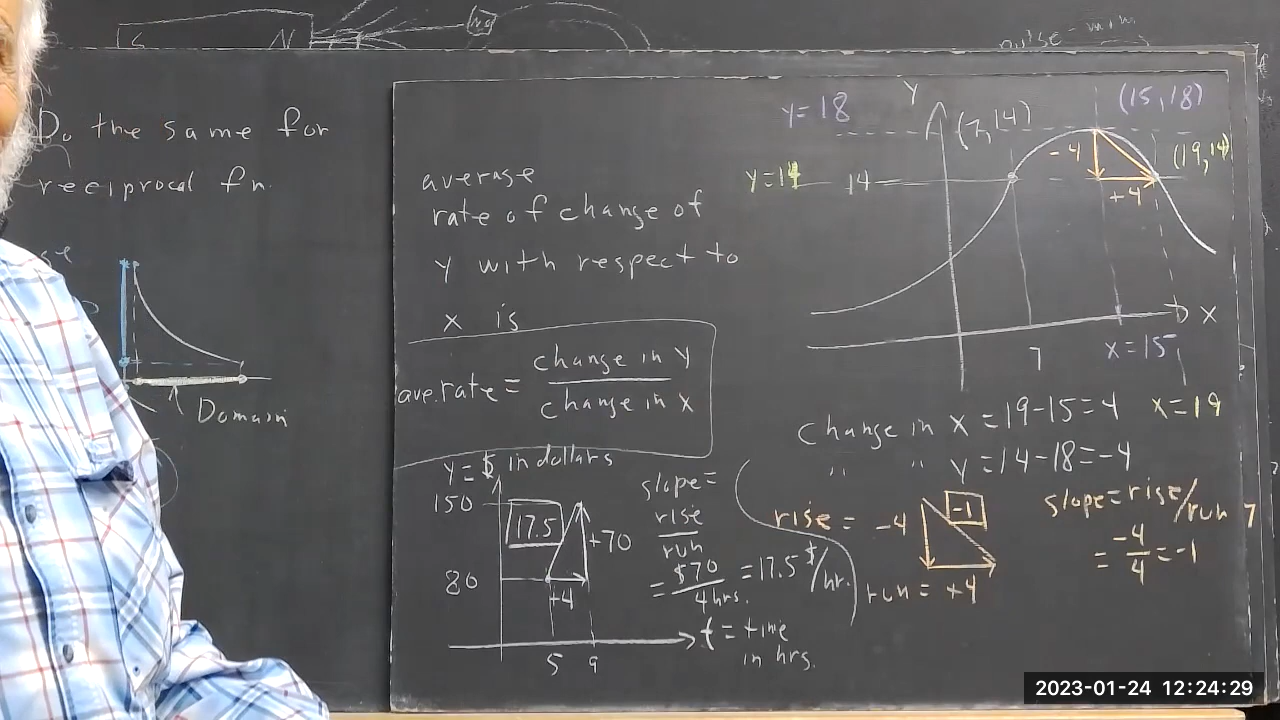 S N
Do the same for
reciprocal fn.
Domain
average
rate of change of
y with respect to
x is
ave. rate = change in y / change in x
y = $ in dollars
150
17.5
+70
80
+4
5 9
t = time
in hrs.
slope =
rise
run
= $70 / 4 hrs. = 17.5 $/hr.
y = 18
Y
(7, 14)
(15, 18)
-4
(19, 14)
y = 14
14
+4
X
7
x = 15
x = 19
change in x = 19-15 = 4
" " y = 14-18 = -4
rise = -4
-1
run = +4
slope = rise/run
= -4/4 = -1
2023-01-24 12:24:29